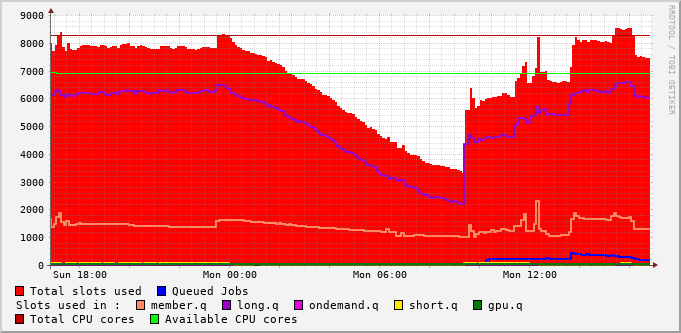 9000
8000
7000
6000
5000
4000
3000
2000
1000
0
Sun 18:00 Mon 00:00 Mon 06:00 Mon 12:00
RRDTOOL / TOBI OETIKER
Total slots used Queued Jobs
Slots used in : member.q long.q ondemand.q short.q gpu.q
Total CPU cores Available CPU cores